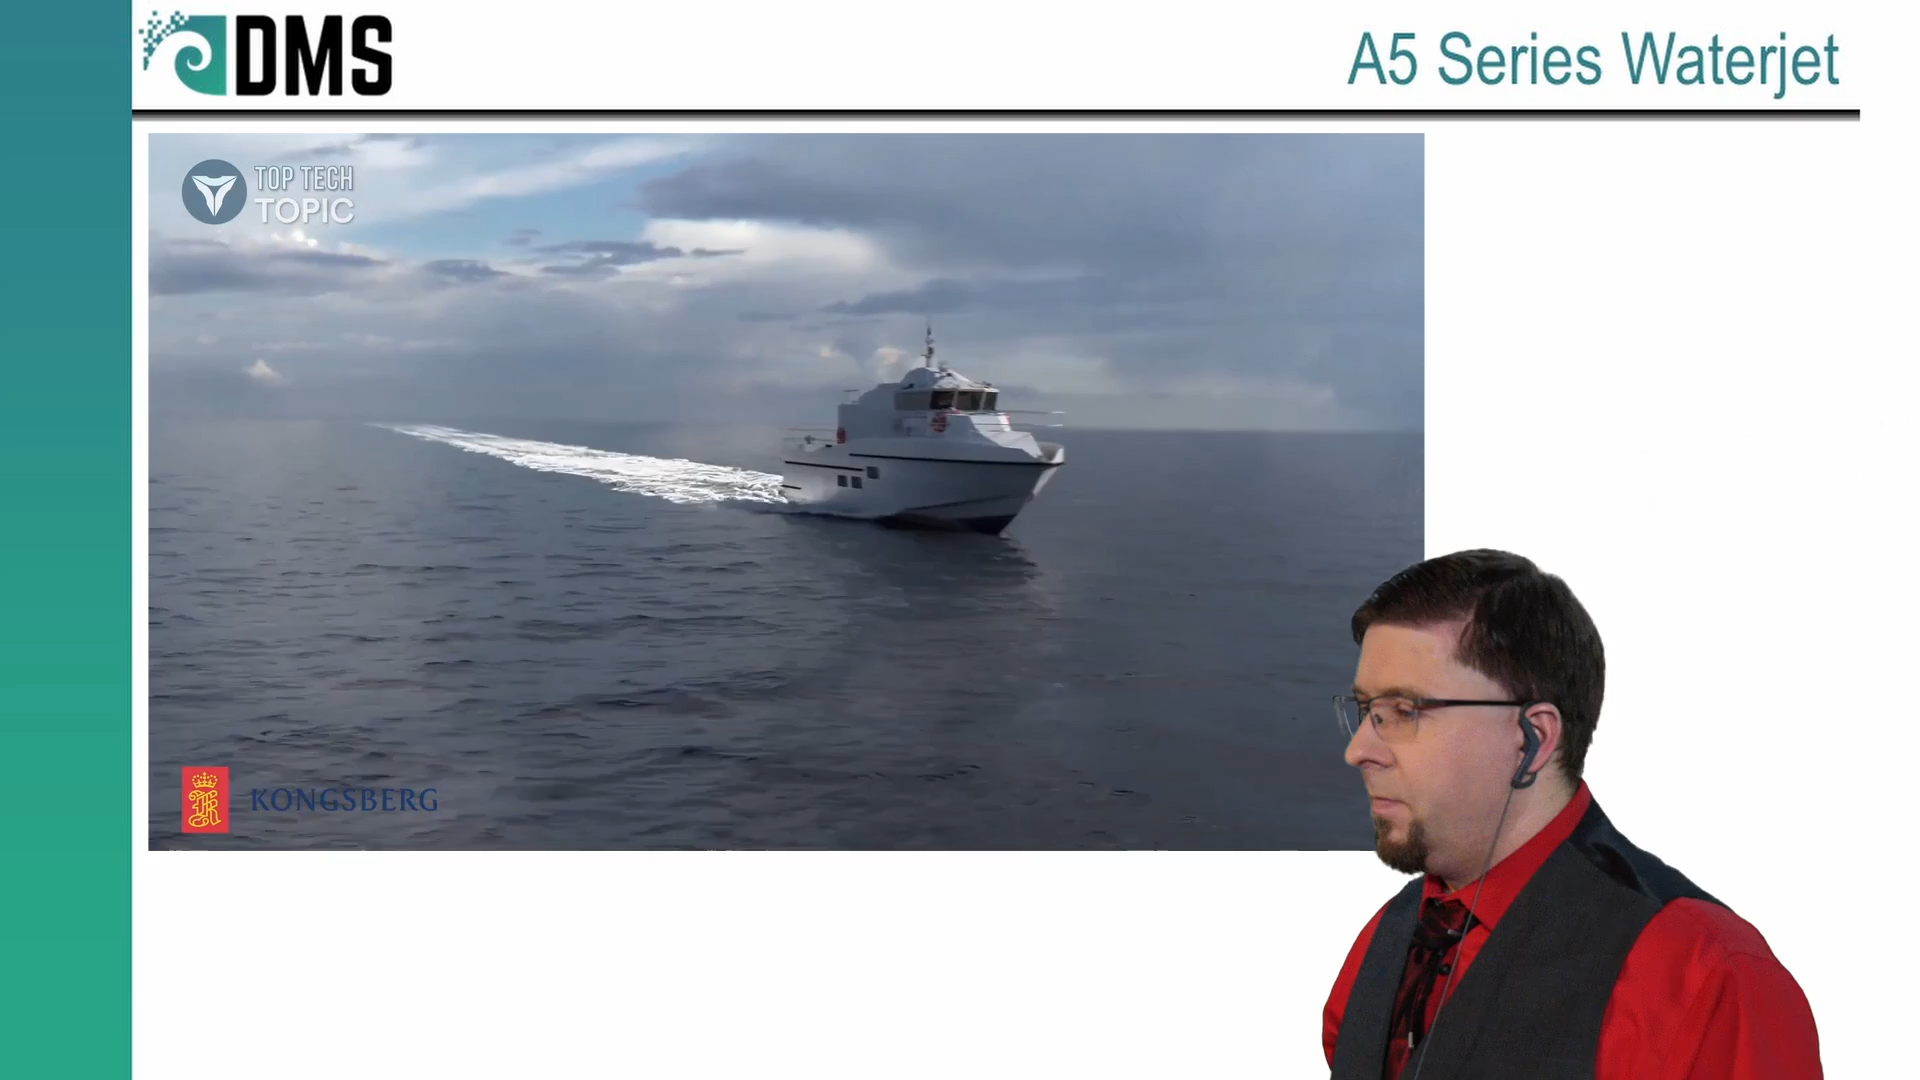 DMS
A5 Series Waterjet
TOP TECH
TOPIC
KONGSBERG